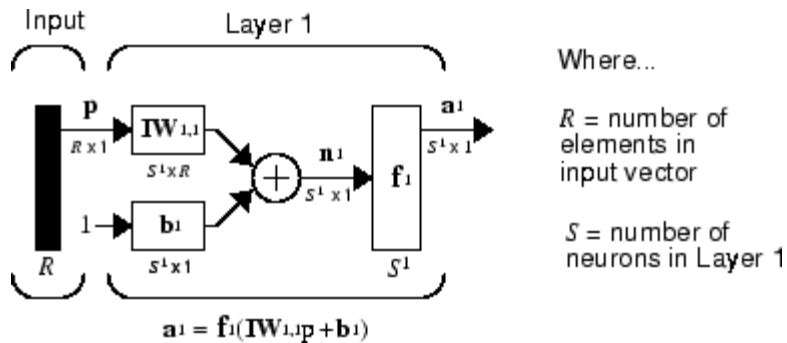 Input
Layer 1
Where...
p
R x 1
IW1,1
S1 x R
1
b1
S1 x 1
n1
S1 x 1
f1
a1
S1 x 1
R
S1
R = number of
elements in
input vector
S = number of
neurons in Layer 1
a1 = f1(IW1,1p + b1)